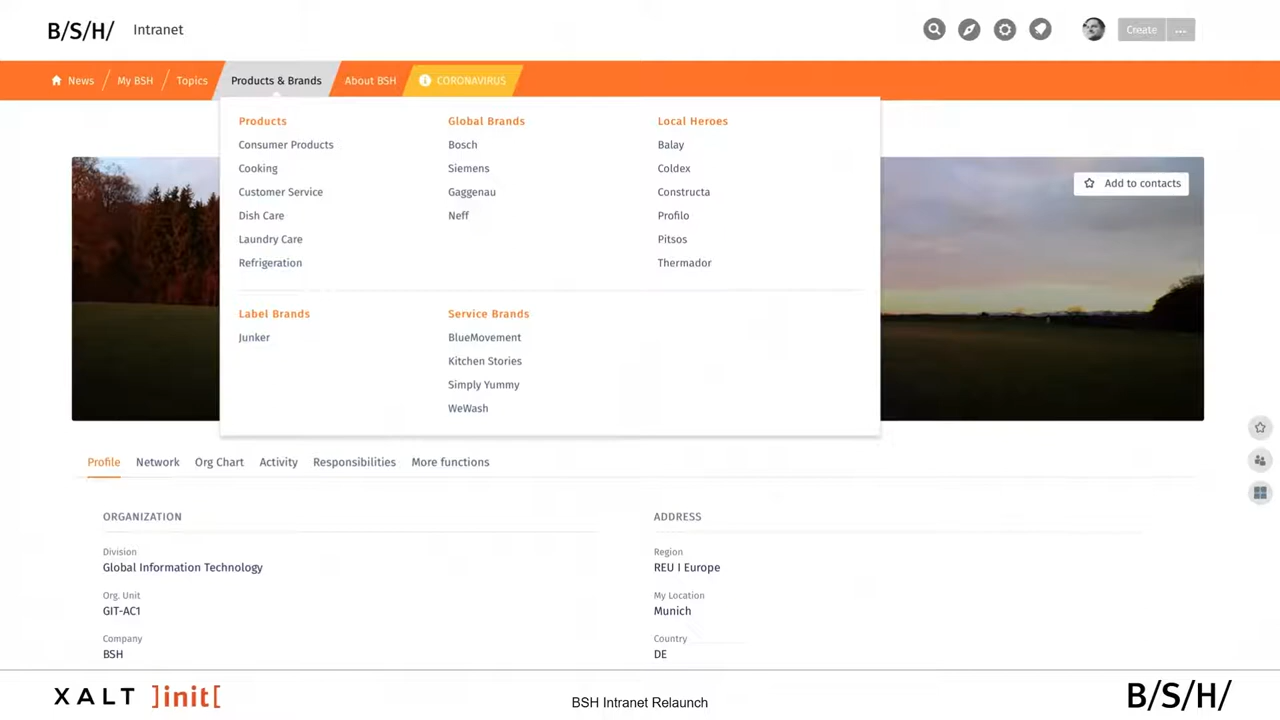 B/S/H/ Intranet
Create ...
News My BSH Topics Products & Brands About BSH CORONAVIRUS
Products
Consumer Products
Cooking
Customer Service
Dish Care
Laundry Care
Refrigeration
Global Brands
Bosch
Siemens
Gaggenau
Neff
Local Heroes
Balay
Coldex
Constructa
Profilo
Pitsos
Thermador
Label Brands
Junker
Service Brands
BlueMovement
Kitchen Stories
Simply Yummy
WeWash
Add to contacts
Profile Network Org Chart Activity Responsibilities More functions
ORGANIZATION
Division
Global Information Technology
Org. Unit
GIT-AC1
Company
BSH
ADDRESS
Region
REU I Europe
My Location
Munich
Country
DE
XALT ]init[
BSH Intranet Relaunch
B/S/H/